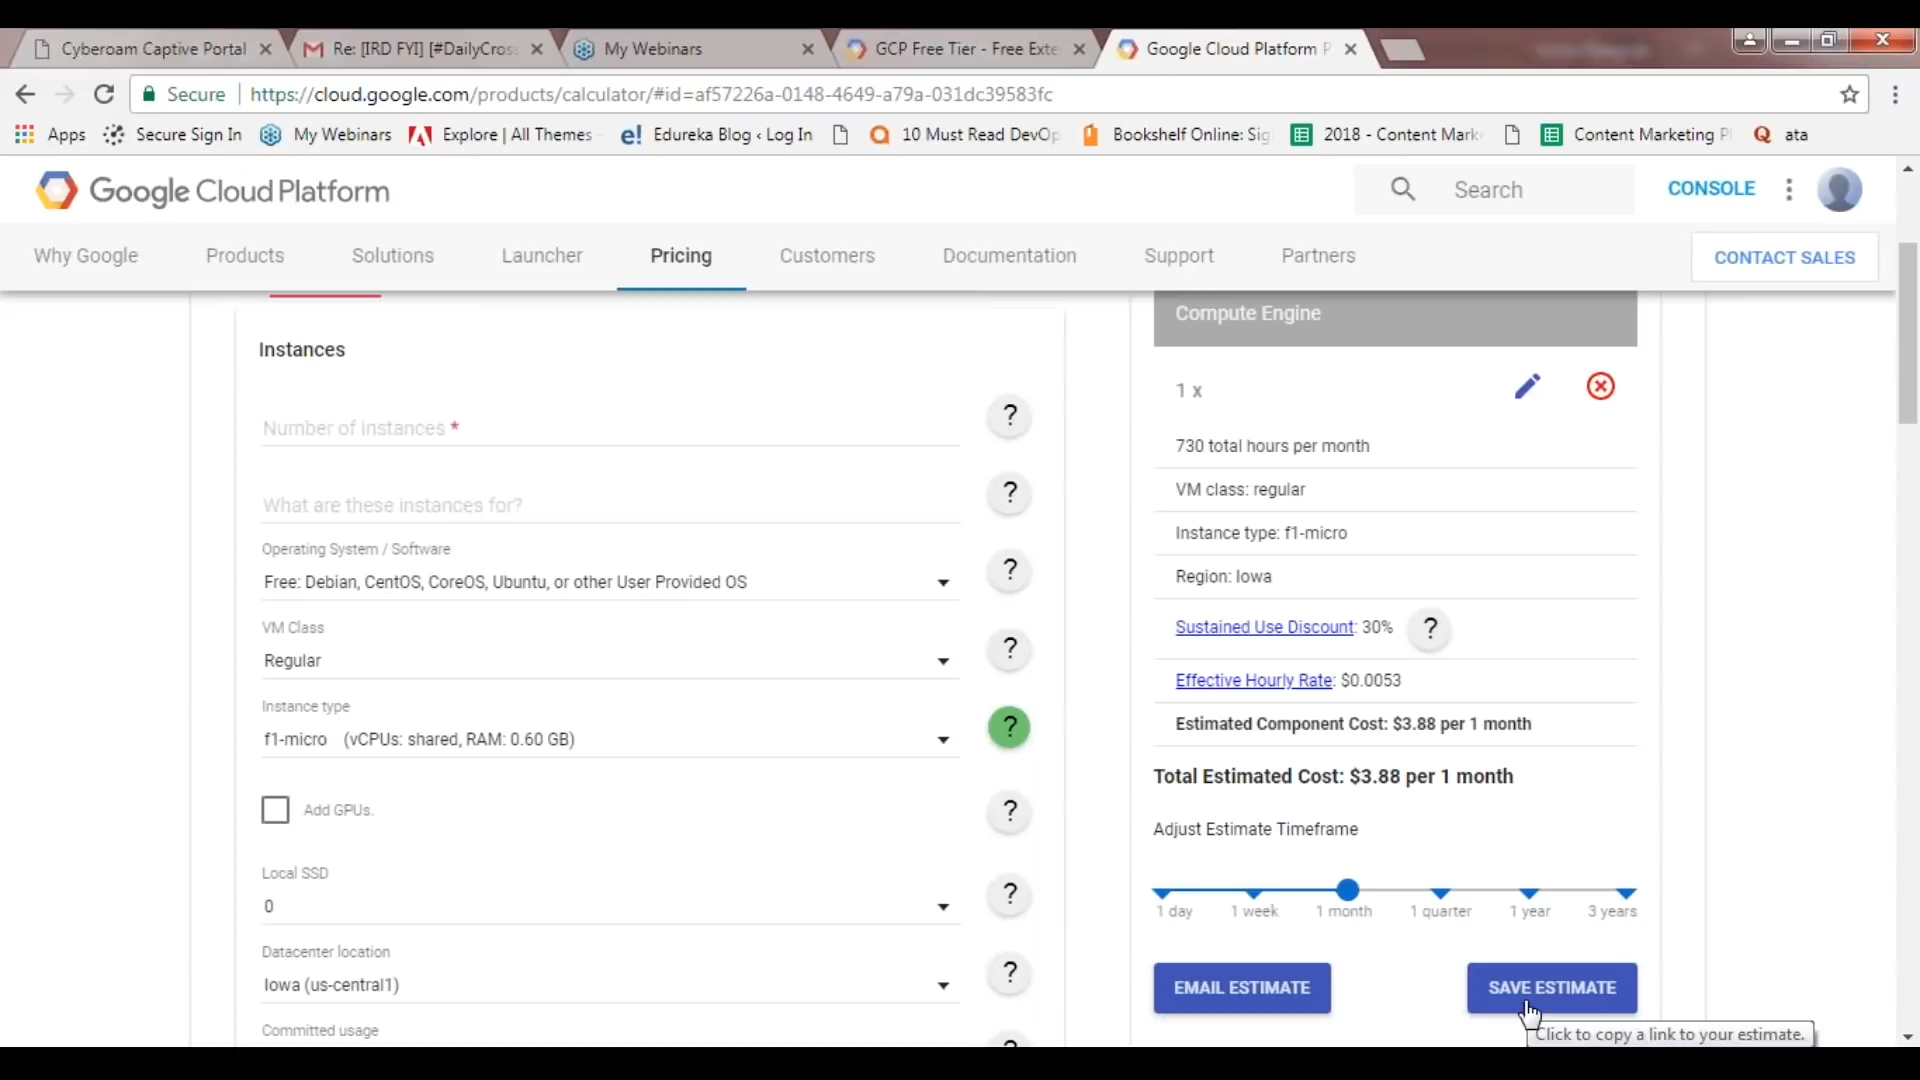 Cyberoam Captive Portal
Re: [IRD FYI] [#DailyCros
My Webinars
GCP Free Tier - Free Exte
Google Cloud Platform P
Secure
https://cloud.google.com/products/calculator/#id=af57226a-0148-4649-a79a-031dc39583fc
Apps
Secure Sign In
My Webinars
Explore | All Themes
e! Edureka Blog ‹ Log In
10 Must Read DevOp
Bookshelf Online: Sig
2018 - Content Mark
Content Marketing P
ata
Google Cloud Platform
Search
CONSOLE
Why Google
Products
Solutions
Launcher
Pricing
Customers
Documentation
Support
Partners
CONTACT SALES
Instances
Number of instances *
?
What are these instances for?
?
Operating System / Software
Free: Debian, CentOS, CoreOS, Ubuntu, or other User Provided OS
?
VM Class
Regular
?
Instance type
f1-micro (vCPUs: shared, RAM: 0.60 GB)
?
Add GPUs.
?
Local SSD
0
?
Datacenter location
Iowa (us-central1)
?
Committed usage
Compute Engine
1 x
730 total hours per month
VM class: regular
Instance type: f1-micro
Region: Iowa
Sustained Use Discount: 30% ?
Effective Hourly Rate: $0.0053
Estimated Component Cost: $3.88 per 1 month
Total Estimated Cost: $3.88 per 1 month
Adjust Estimate Timeframe
1 day
1 week
1 month
1 quarter
1 year
3 years
EMAIL ESTIMATE
SAVE ESTIMATE
Click to copy a link to your estimate.